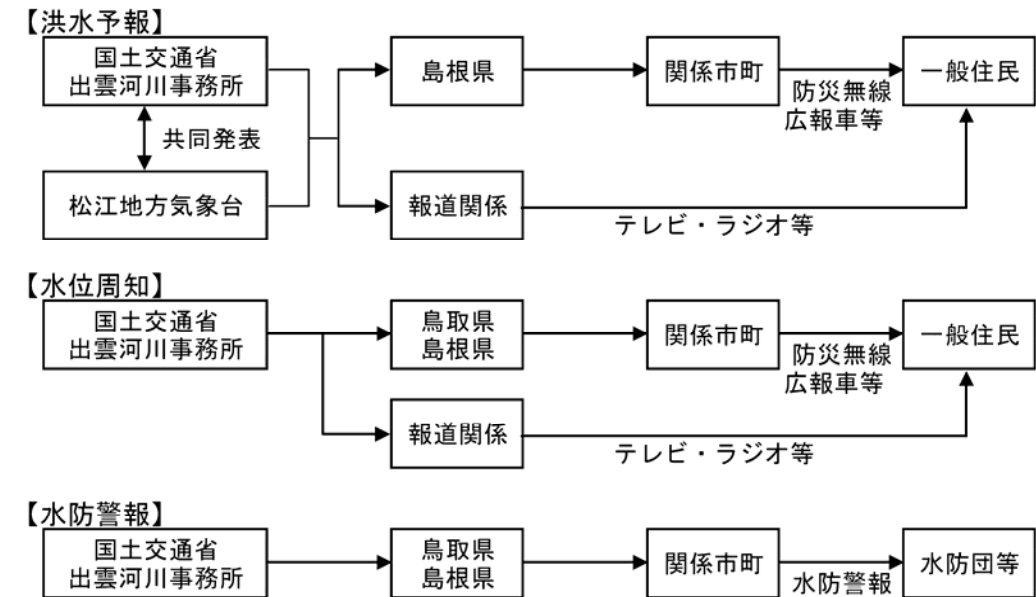 【洪水予報】
国土交通省
出雲河川事務所
島根県
関係市町
防災無線
広報車等
一般住民
共同発表
松江地方気象台
報道関係
テレビ・ラジオ等
【水位周知】
国土交通省
出雲河川事務所
鳥取県
島根県
関係市町
防災無線
広報車等
一般住民
報道関係
テレビ・ラジオ等
【水防警報】
国土交通省
出雲河川事務所
鳥取県
島根県
関係市町
水防警報
水防団等